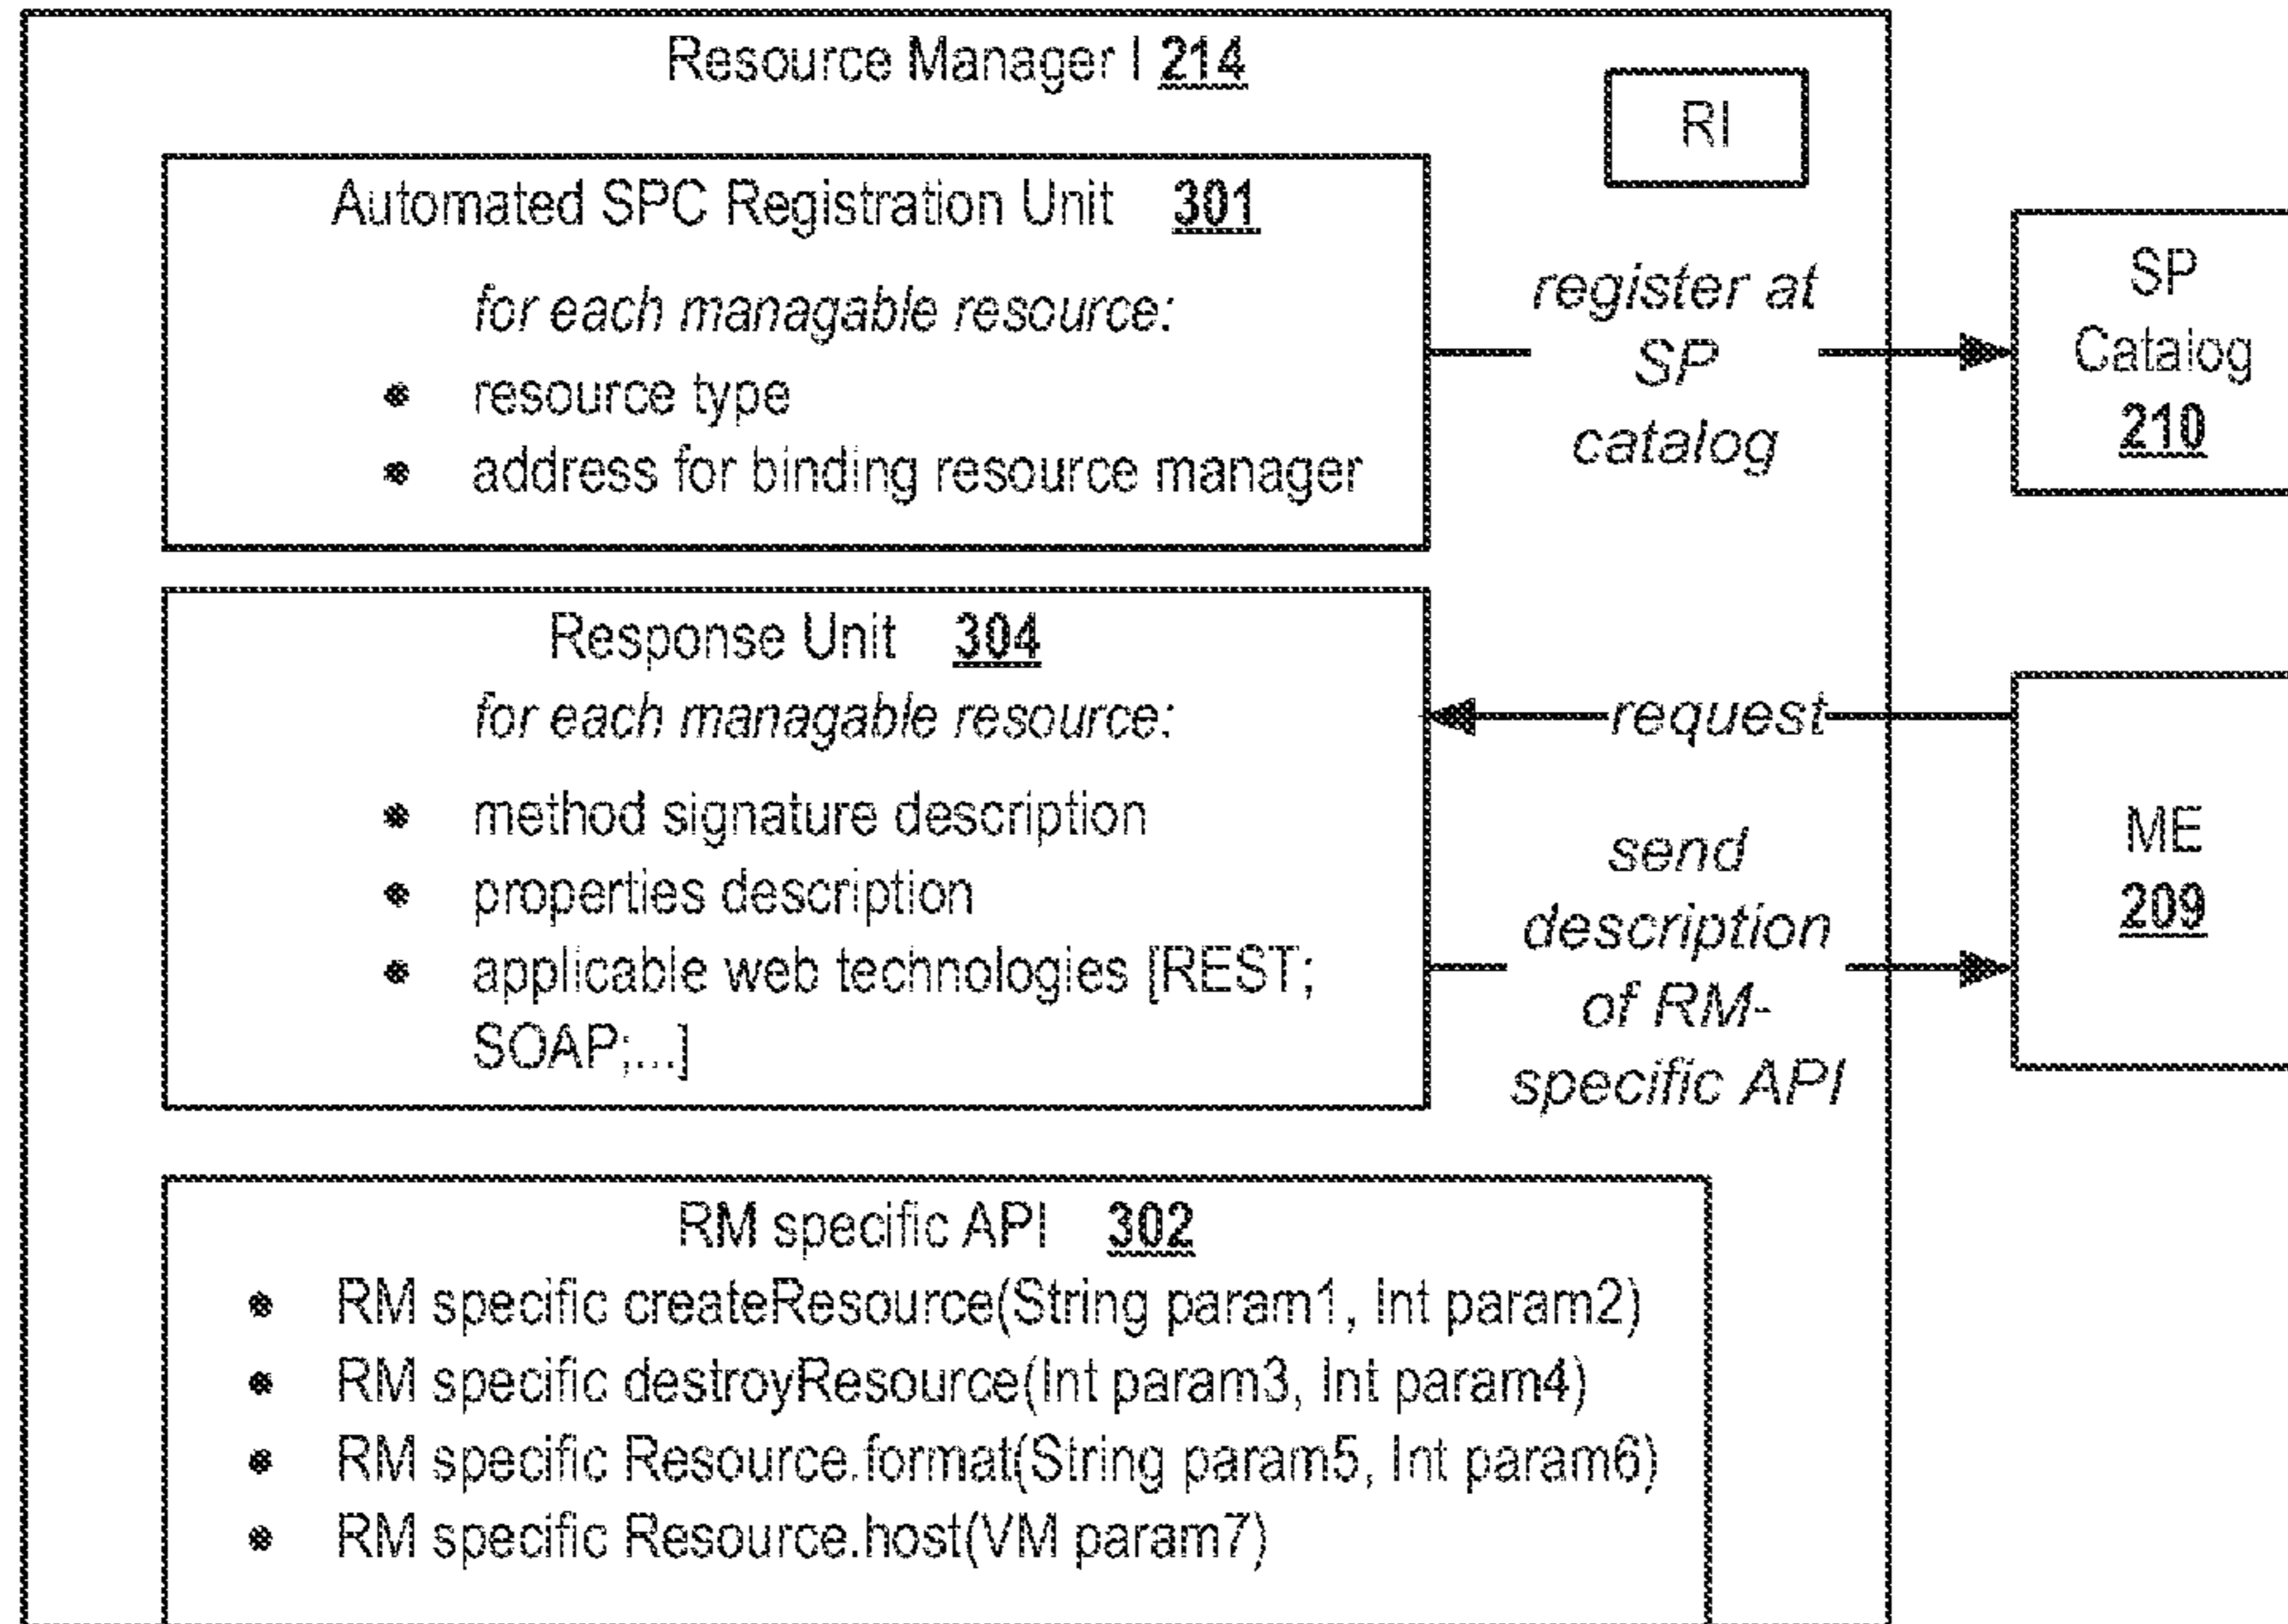 Resource Manager I 214
RI
Automated SPC Registration Unit 301
for each managable resource:
resource type
address for binding resource manager
register at
SP
catalog
SP
Catalog
210
Response Unit 304
for each managable resource:
method signature description
properties description
applicable web technologies [REST;
SOAP;...]
request
send
description
of RM-
specific API
ME
209
RM specific API 302
RM specific createResource(String param1, Int param2)
RM specific destroyResource(Int param3, Int param4)
RM specific Resource.format(String param5, Int param6)
RM specific Resource.host(VM param7)